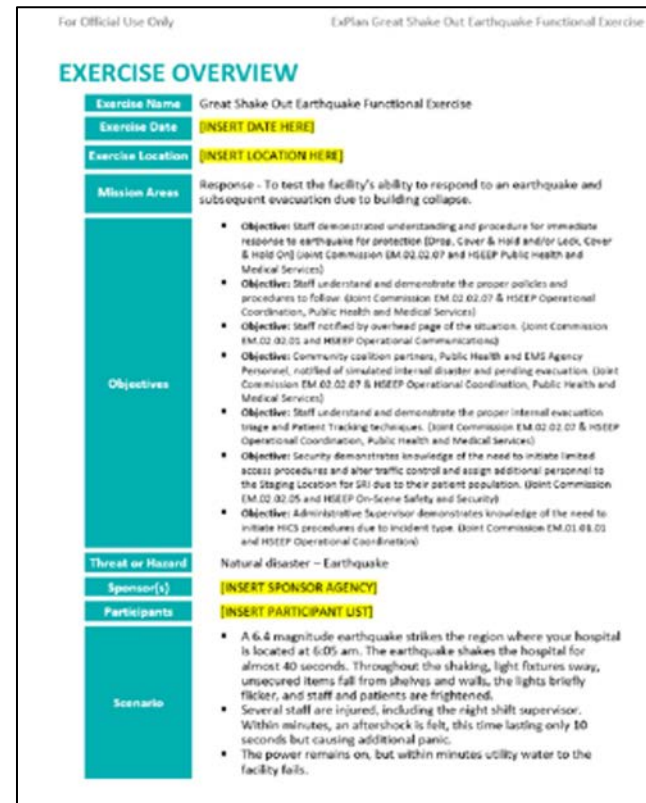 For Official Use Only
ExPlan Great Shake Out Earthquake Functional Exercise
EXERCISE OVERVIEW
Exercise Name
Great Shake Out Earthquake Functional Exercise
Exercise Date
[INSERT DATE HERE]
Exercise Location
[INSERT LOCATION HERE]
Mission Areas
Response - To test the facility's ability to respond to an earthquake and
subsequent evacuation due to building collapse.
Objectives
▪ Objective: Staff demonstrated understanding and procedure for immediate
response to earthquake for protection [Drop, Cover & Hold and/or Lock, Cover
& Hold On] (Joint Commission EM.02.02.07 and HSEEP Public Health and
Medical Services)
▪ Objective: Staff understand and demonstrate the proper policies and
procedures to follow. (Joint Commission EM.02.02.07 & HSEEP Operational
Coordination, Public Health and Medical Services)
▪ Objective: Staff notified by overhead page of the situation. (Joint Commission
EM.02.02.01 and HSEEP Operational Communications)
▪ Objective: Community coalition partners, Public Health and EMS Agency
Personnel, notified of simulated internal disaster and pending evacuation. (Joint
Commission EM.02.02.07 & HSEEP Operational Coordination, Public Health and
Medical Services)
▪ Objective: Staff understand and demonstrate the proper internal evacuation
triage and Patient Tracking techniques. (Joint Commission EM.02.02.07 & HSEEP
Operational Coordination, Public Health and Medical Services)
▪ Objective: Security demonstrates knowledge of the need to initiate limited
access procedures and alter traffic control and assign additional personnel to
the Staging Location for SRI due to their patient population. (Joint Commission
EM.02.02.05 and HSEEP On-Scene Safety and Security)
▪ Objective: Administrative Supervisor demonstrates knowledge of the need to
initiate HICS procedures due to incident type. (Joint Commission EM.01.01.01
and HSEEP Operational Coordination)
Threat or Hazard
Natural disaster – Earthquake
Sponsor(s)
[INSERT SPONSOR AGENCY]
Participants
[INSERT PARTICIPANT LIST]
Scenario
▪ A 6.4 magnitude earthquake strikes the region where your hospital
is located at 6:05 am. The earthquake shakes the hospital for
almost 40 seconds. Throughout the shaking, light fixtures sway,
unsecured items fall from shelves and walls, the lights briefly
flicker, and staff and patients are frightened.
▪ Several staff are injured, including the night shift supervisor.
Within minutes, an aftershock is felt, this time lasting only 10
seconds but causing additional panic.
▪ The power remains on, but within minutes utility water to the
facility fails.